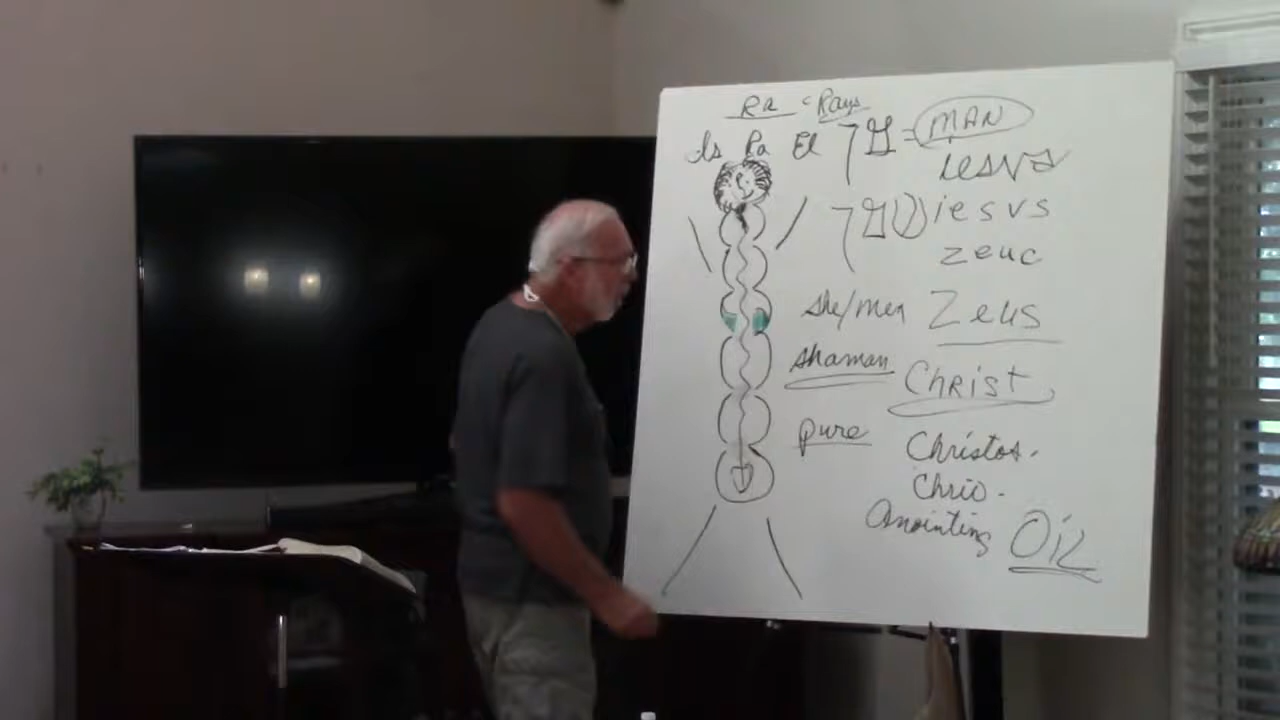 Ra = Rays
Is Ra El = MAN
iesvs
iesvs
zeuc
she/men Zeus
shaman Christ
pure Christos.
Chrio.
Anointing Oil